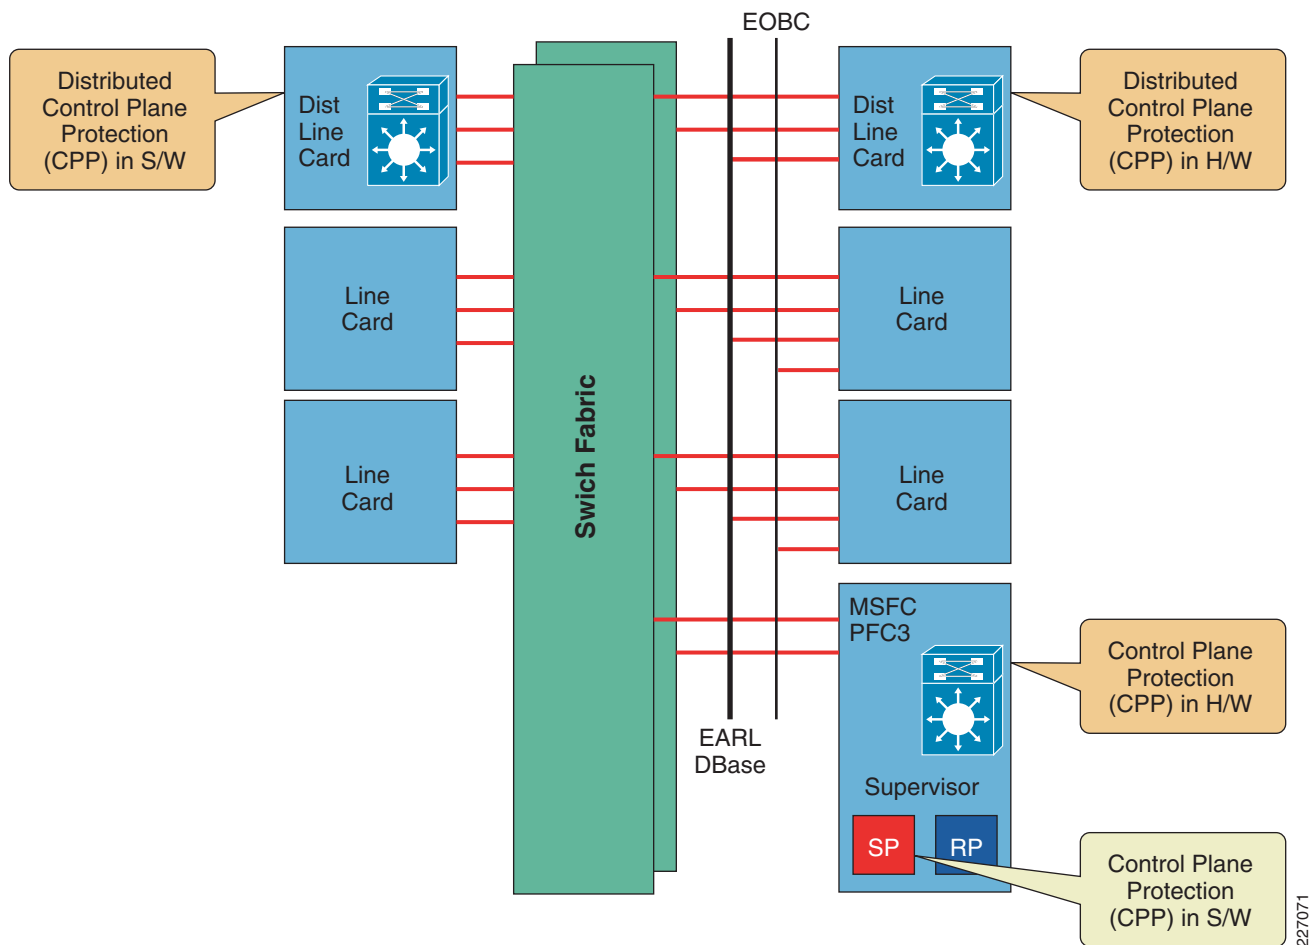 EOBC
Distributed
Control Plane
Protection
(CPP) in S/W
Dist
Line
Card
Dist
Line
Card
Distributed
Control Plane
Protection
(CPP) in H/W
Line
Card
Line
Card
Swich Fabric
Line
Card
Line
Card
MSFC
PFC3
Control Plane
Protection
(CPP) in H/W
EARL
DBase
Supervisor
SP
RP
Control Plane
Protection
(CPP) in S/W
227071